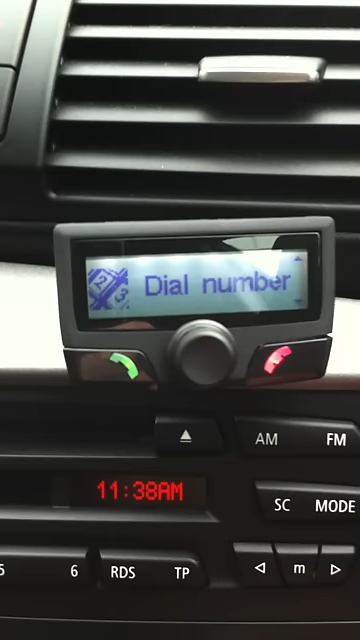 Dial number
AM FM
11:38AM
SC MODE
5 6 RDS TP
m